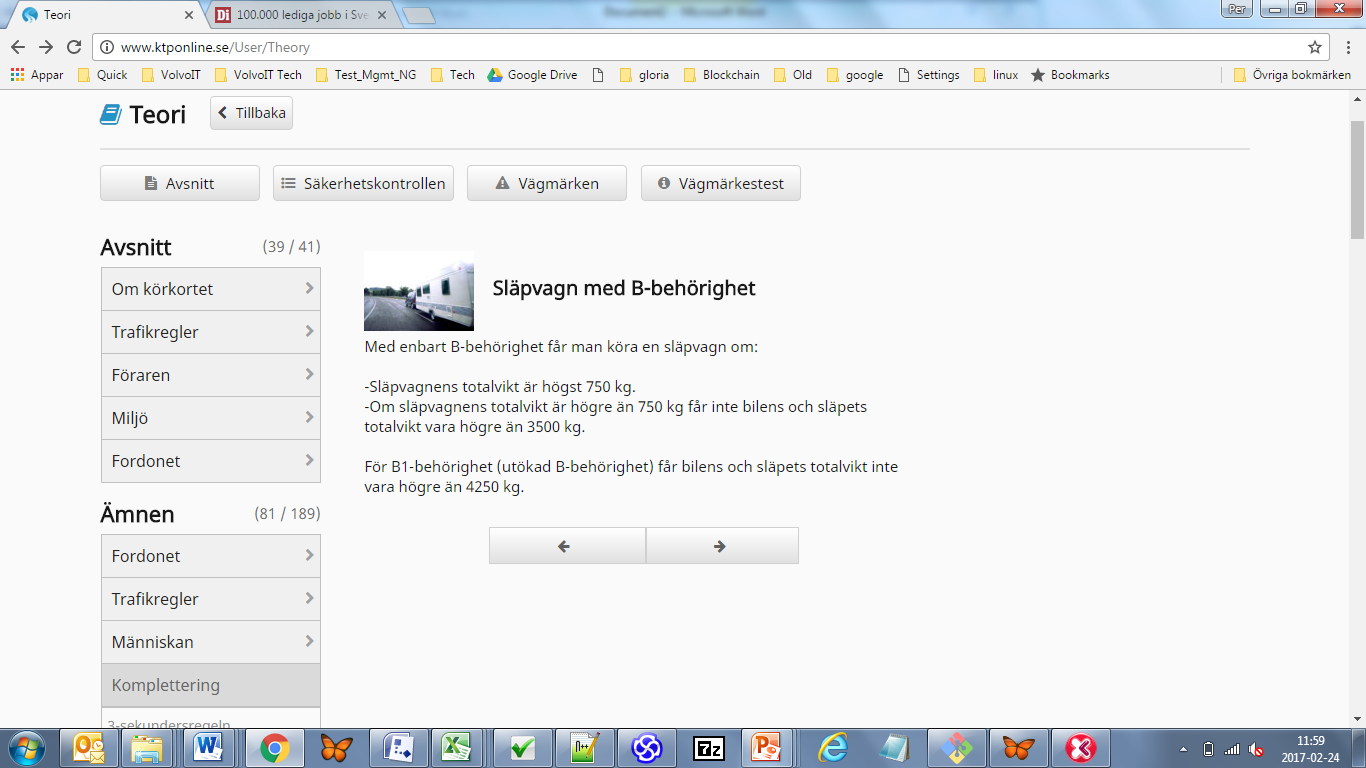 Teori
100.000 lediga jobb i Sve
Per
www.ktponline.se/User/Theory
Appar
Quick
VolvoIT
VolvoIT Tech
Test_Mgmt_NG
Tech
Google Drive
gloria
Blockchain
Old
google
Settings
linux
Bookmarks
Övriga bokmärken
Teori
Tillbaka
Avsnitt
Säkerhetskontrollen
Vägmärken
Vägmärkestest
Avsnitt (39 / 41)
Om körkortet
Trafikregler
Föraren
Miljö
Fordonet
Ämnen (81 / 189)
Fordonet
Trafikregler
Människan
Komplettering
3-sekundersregeln
Släpvagn med B-behörighet
Med enbart B-behörighet får man köra en släpvagn om:
-Släpvagnens totalvikt är högst 750 kg.
-Om släpvagnens totalvikt är högre än 750 kg får inte bilens och släpets
totalvikt vara högre än 3500 kg.
För B1-behörighet (utökad B-behörighet) får bilens och släpets totalvikt inte
vara högre än 4250 kg.
11:59
2017-02-24